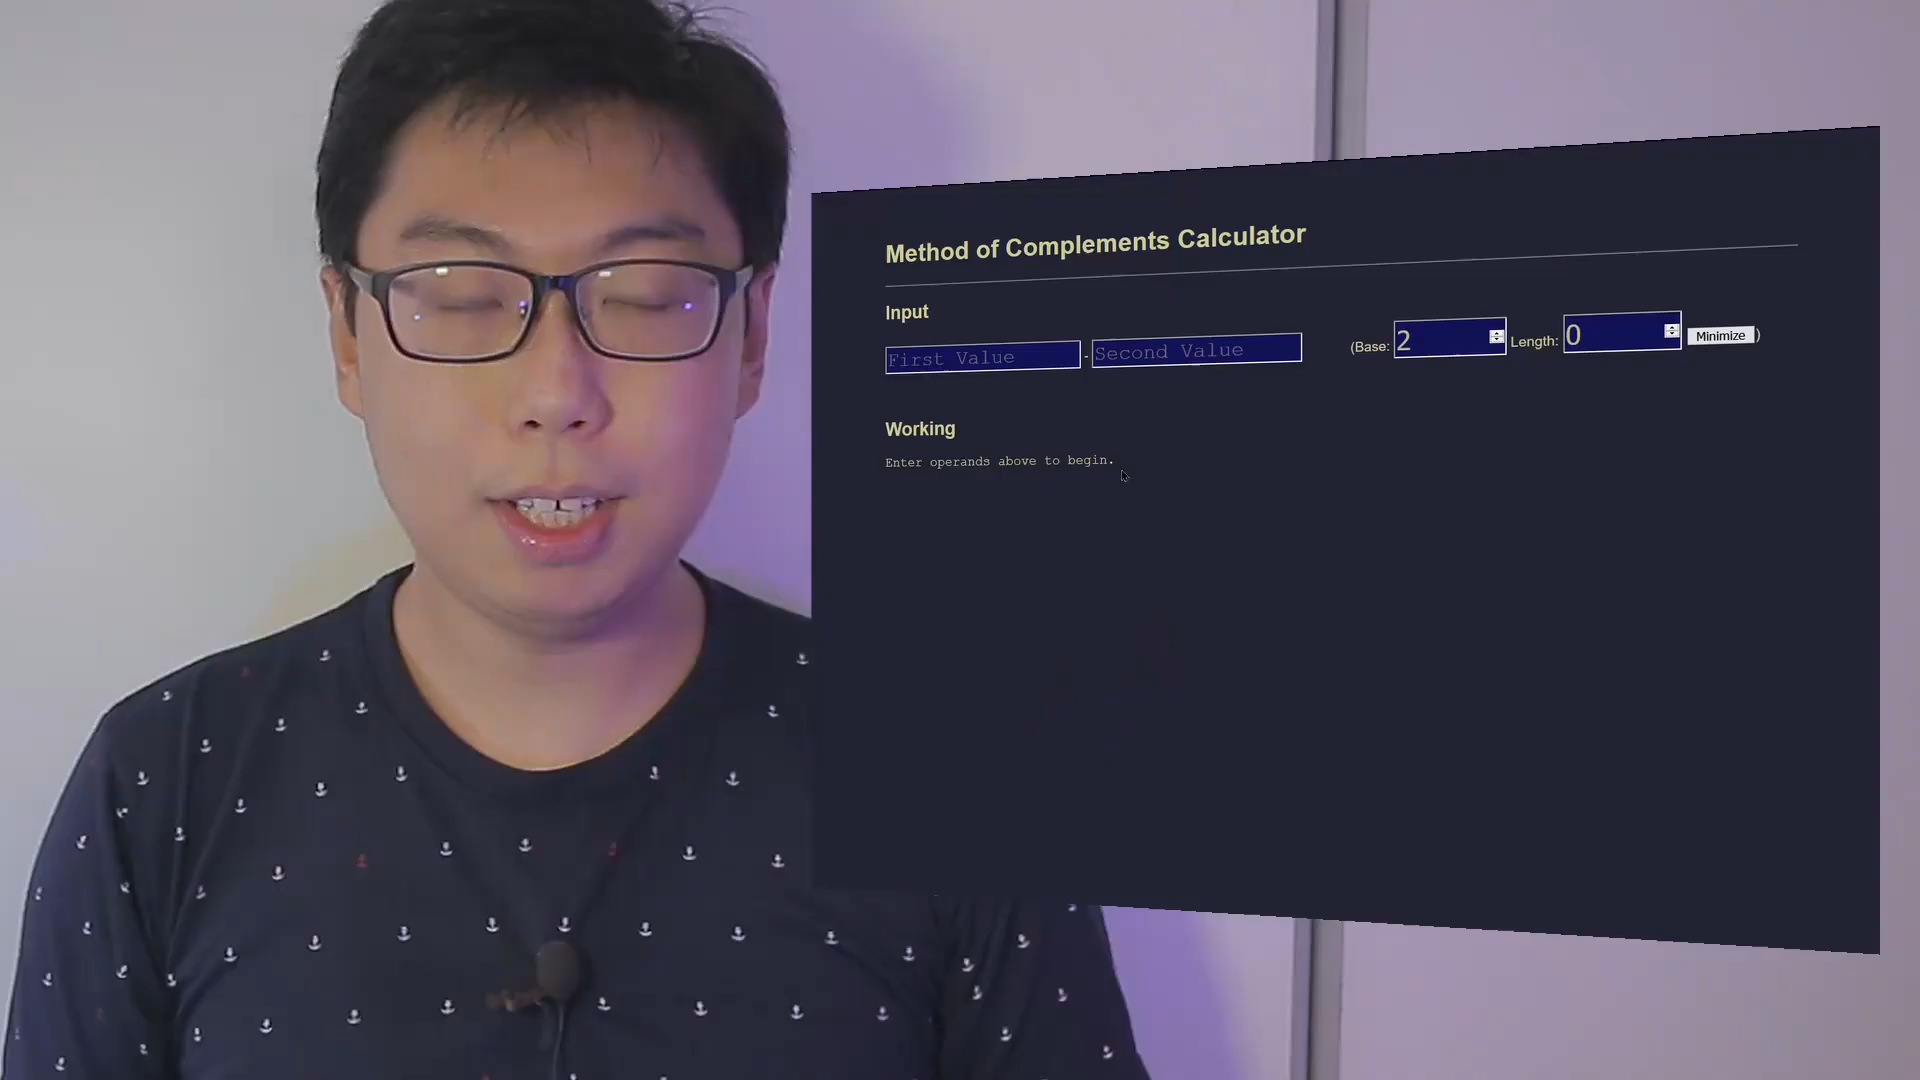 Method of Complements Calculator
Input
First Value - Second Value (Base: 2 Length: 0 Minimize )
Working
Enter operands above to begin.